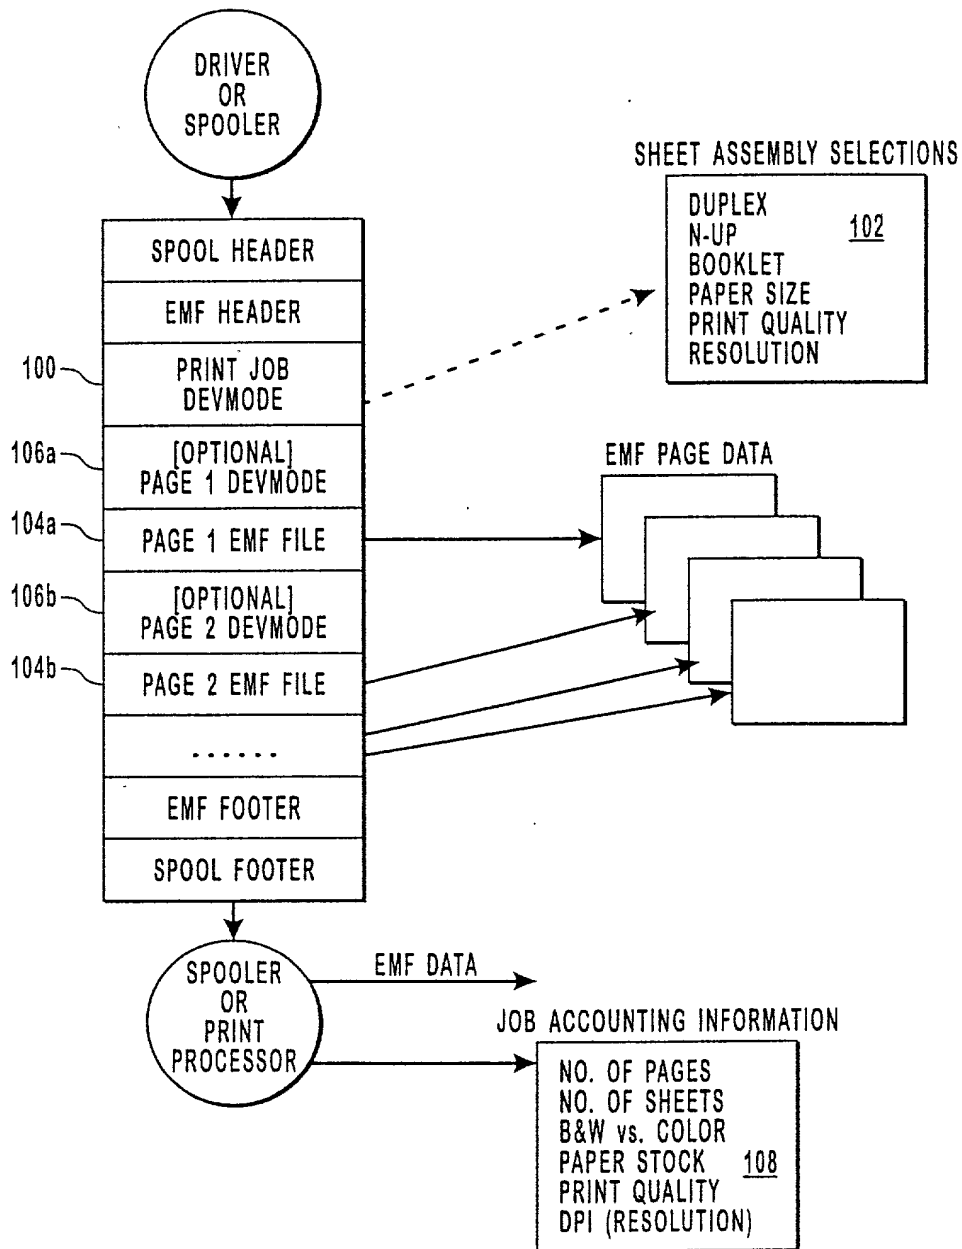 DRIVER
OR
SPOOLER
SHEET ASSEMBLY SELECTIONS
DUPLEX
N-UP
BOOKLET
PAPER SIZE
PRINT QUALITY
RESOLUTION
102
SPOOL HEADER
EMF HEADER
100
PRINT JOB
DEVMODE
106a
[OPTIONAL]
PAGE 1 DEVMODE
104a
PAGE 1 EMF FILE
106b
[OPTIONAL]
PAGE 2 DEVMODE
104b
PAGE 2 EMF FILE
......
EMF FOOTER
SPOOL FOOTER
EMF PAGE DATA
SPOOLER
OR
PRINT
PROCESSOR
EMF DATA
JOB ACCOUNTING INFORMATION
NO. OF PAGES
NO. OF SHEETS
B&W vs. COLOR
PAPER STOCK
PRINT QUALITY
DPI (RESOLUTION)
108